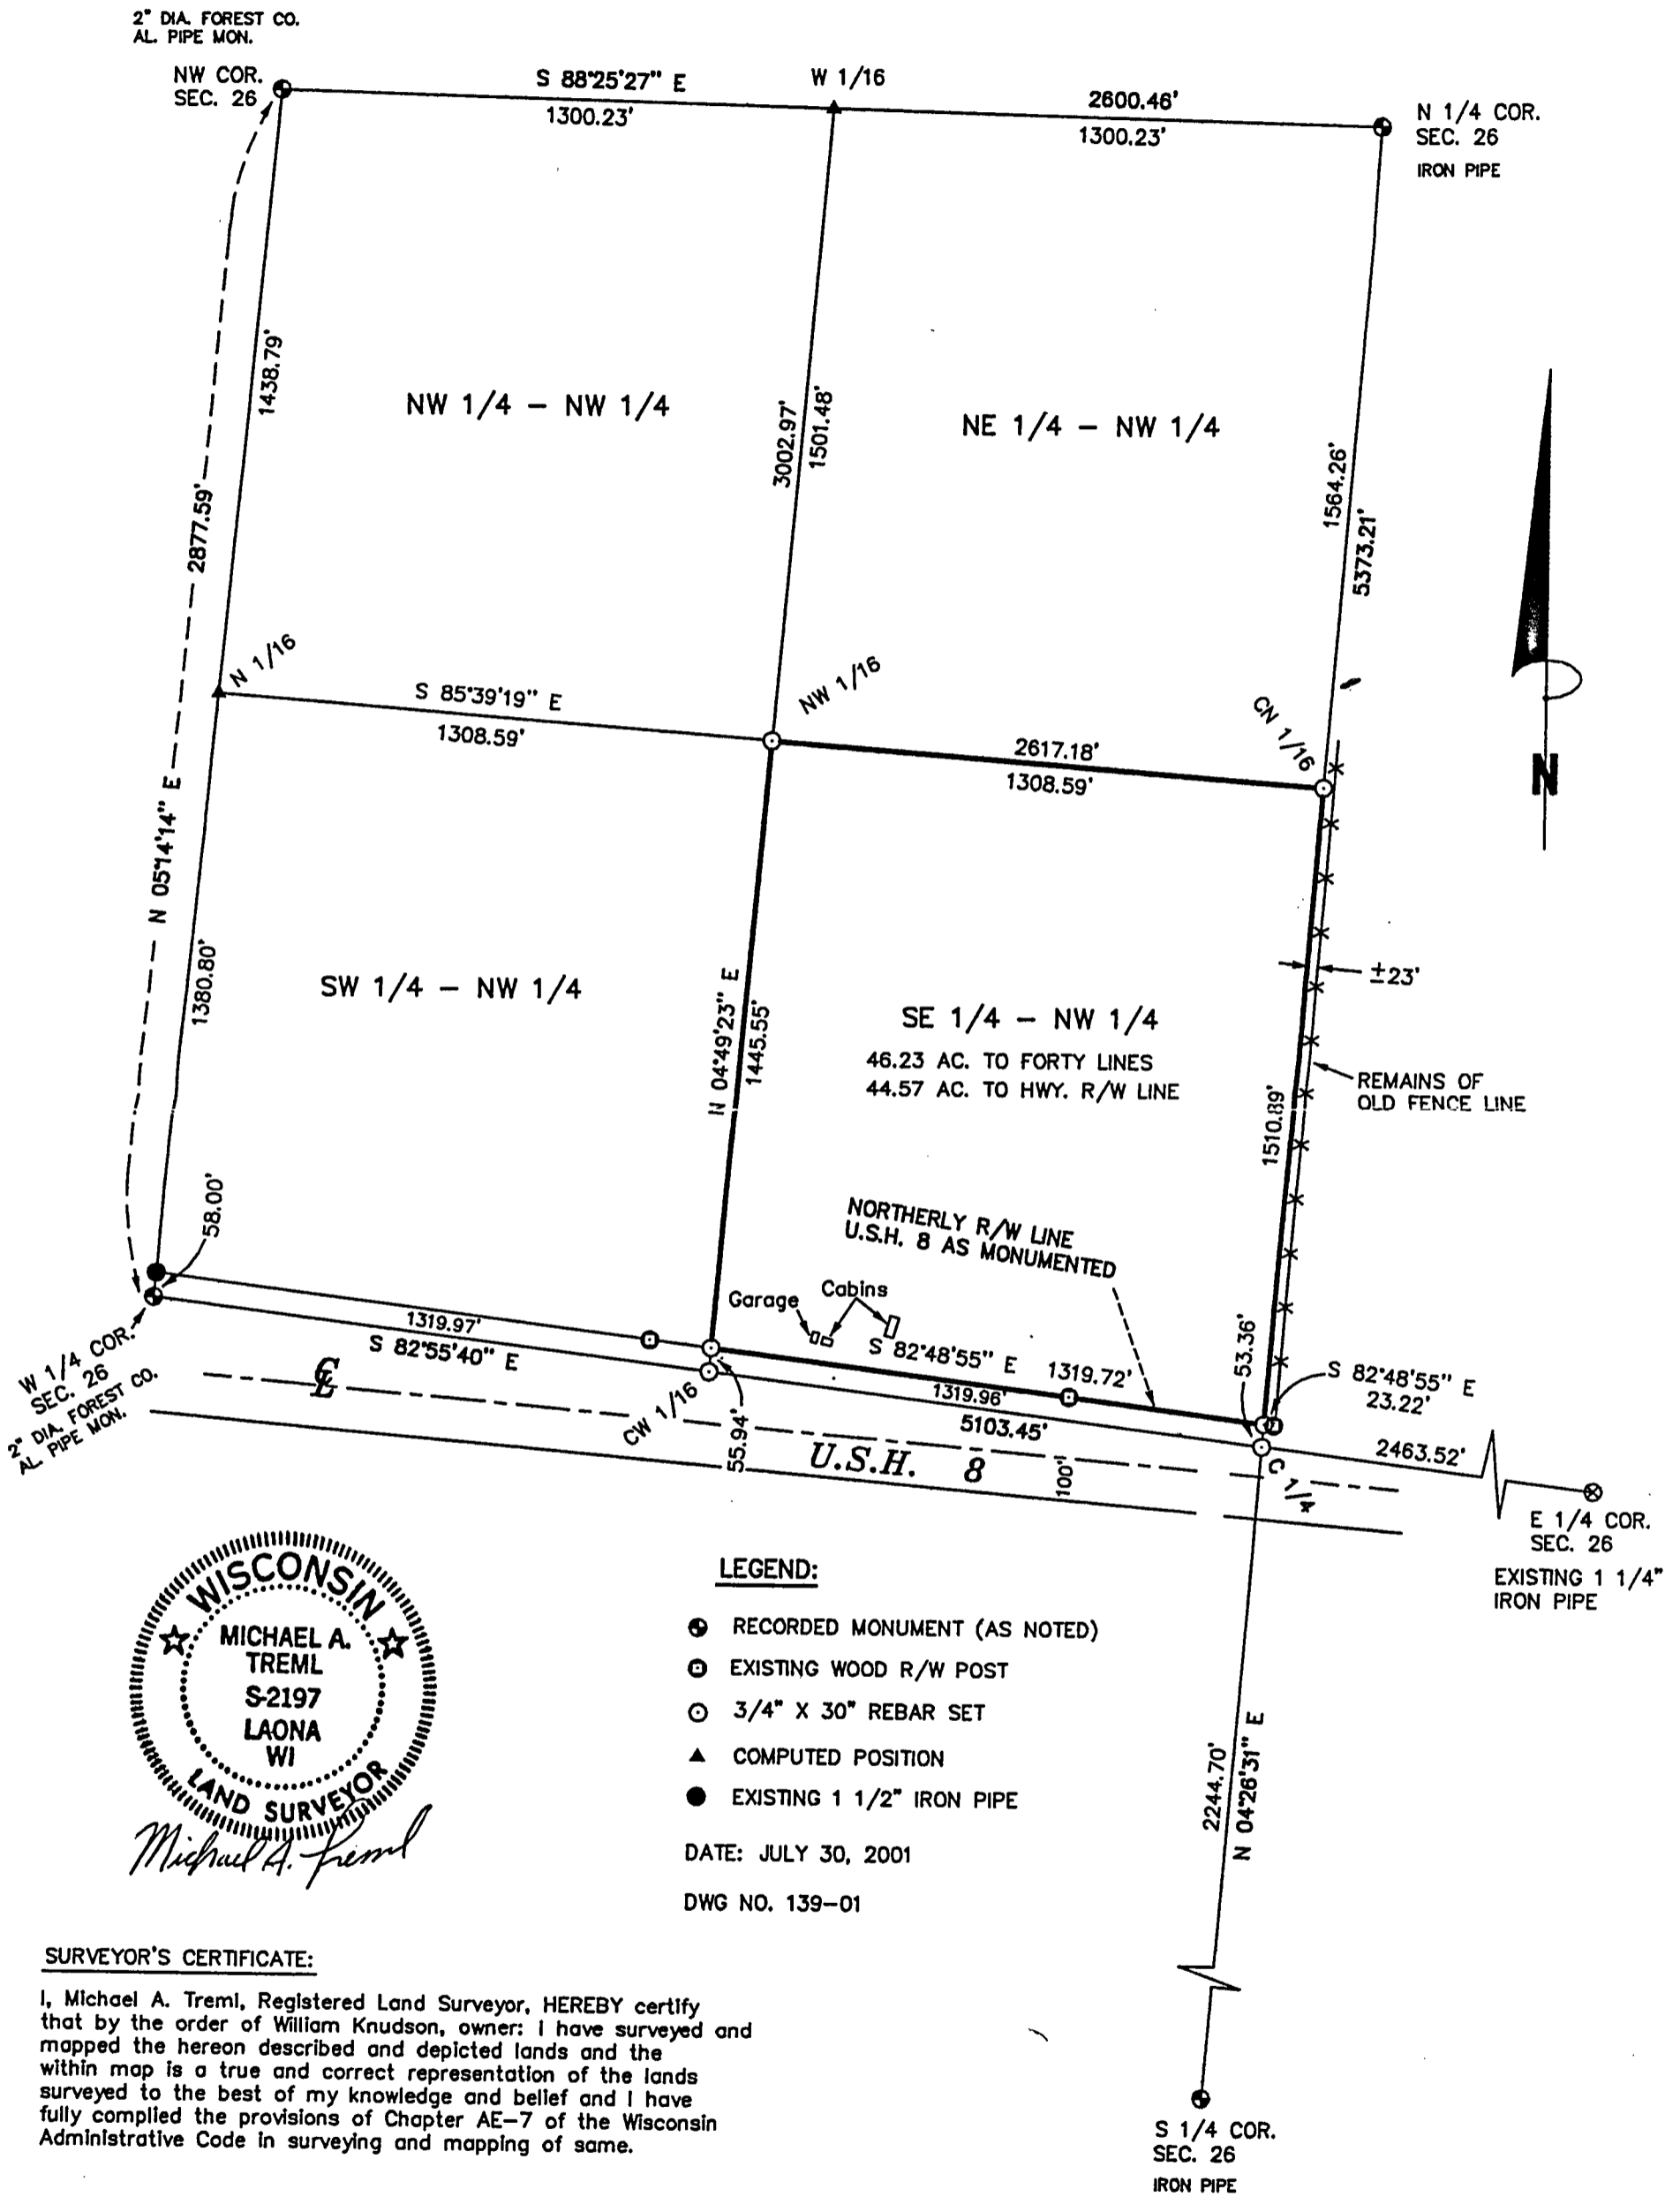 2" DIA. FOREST CO.
AL. PIPE MON.
NW COR.
SEC. 26
S 88°25'27" E
1300.23'
W 1/16
2600.46'
1300.23'
N 1/4 COR.
SEC. 26
IRON PIPE
1438.79'
2877.59'
N 05°14'14" E
NW 1/4 - NW 1/4
3002.97'
1501.48'
NE 1/4 - NW 1/4
1564.26'
5373.21'
N 1/16
S 85°39'19" E
1308.59'
NW 1/16
2617.18'
1308.59'
CN 1/16
N
1380.80'
SW 1/4 - NW 1/4
N 04°49'23" E
1445.55'
SE 1/4 - NW 1/4
46.23 AC. TO FORTY LINES
44.57 AC. TO HWY. R/W LINE
±23'
REMAINS OF
OLD FENCE LINE
1510.89'
58.00'
NORTHERLY R/W LINE
U.S.H. 8 AS MONUMENTED
Garage
Cabins
1319.97'
S 82°55'40" E
S 82°48'55" E
1319.72'
1319.96'
5103.45'
53.36'
S 82°48'55" E
23.22'
2463.52'
W 1/4 COR.
SEC. 26
2" DIA. FOREST CO.
AL. PIPE MON.
CL
CW 1/16
55.94'
U.S.H. 8
100'
C 1/4
E 1/4 COR.
SEC. 26
EXISTING 1 1/4"
IRON PIPE
WISCONSIN
MICHAEL A.
TREML
S-2197
LAONA
WI
LAND SURVEYOR
Michael A. Treml
LEGEND:
RECORDED MONUMENT (AS NOTED)
EXISTING WOOD R/W POST
3/4" X 30" REBAR SET
COMPUTED POSITION
EXISTING 1 1/2" IRON PIPE
DATE: JULY 30, 2001
DWG NO. 139-01
2244.70'
N 04°26'31" E
S 1/4 COR.
SEC. 26
IRON PIPE
SURVEYOR'S CERTIFICATE:
I, Michael A. Treml, Registered Land Surveyor, HEREBY certify
that by the order of William Knudson, owner: I have surveyed and
mapped the hereon described and depicted lands and the
within map is a true and correct representation of the lands
surveyed to the best of my knowledge and belief and I have
fully complied the provisions of Chapter AE-7 of the Wisconsin
Administrative Code in surveying and mapping of same.